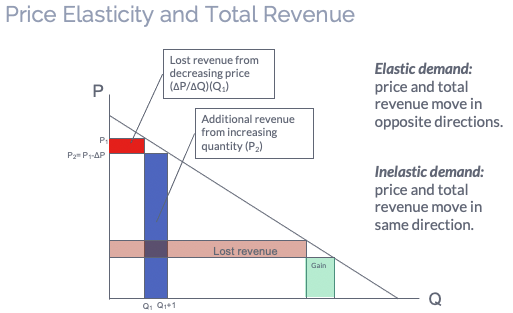 Price Elasticity and Total Revenue
Lost revenue from
decreasing price
(ΔP/ΔQ)(Q₁)
P
Additional revenue
from increasing
quantity (P₂)
P₁
P₂= P₁-ΔP
Lost revenue
Gain
Q₁ Q₁+1
Q
Elastic demand:
price and total
revenue move in
opposite directions.
Inelastic demand:
price and total
revenue move in
same direction.